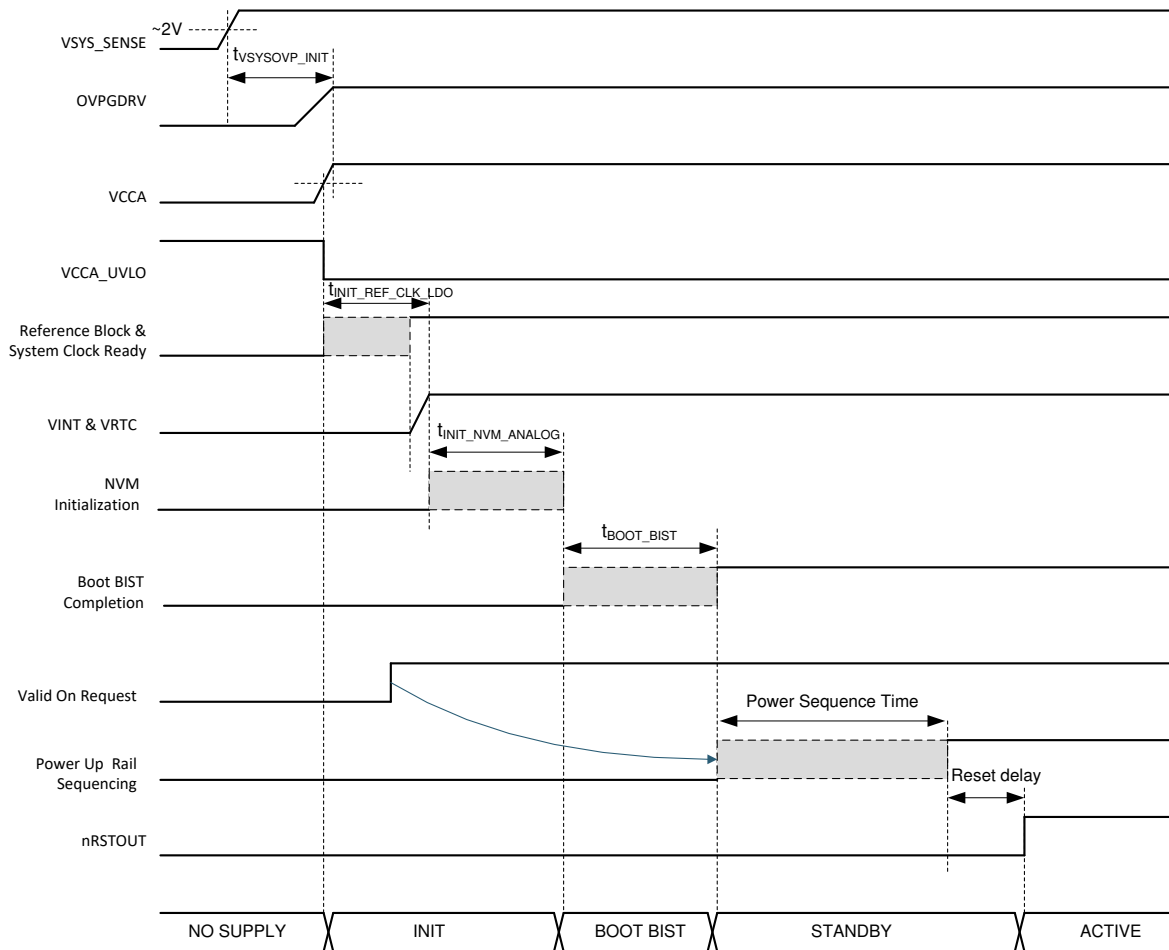 ~2V
VSYS_SENSE
tVSYSOVP_INIT
OVPGDRV
VCCA
VCCA_UVLO
tINIT_REF_CLK_LDO
Reference Block &
System Clock Ready
VINT & VRTC
tINIT_NVM_ANALOG
NVM
Initialization
tBOOT_BIST
Boot BIST
Completion
Valid On Request
Power Sequence Time
Power Up Rail
Sequencing
Reset delay
nRSTOUT
NO SUPPLY
INIT
BOOT BIST
STANDBY
ACTIVE